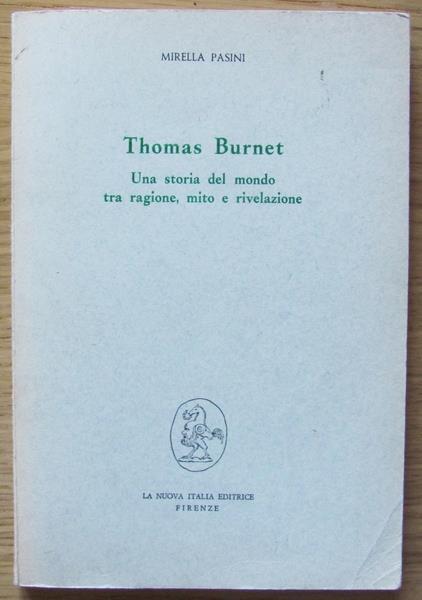 MIRELLA PASINI
Thomas Burnet
Una storia del mondo
tra ragione, mito e rivelazione
LA NUOVA ITALIA EDITRICE
FIRENZE